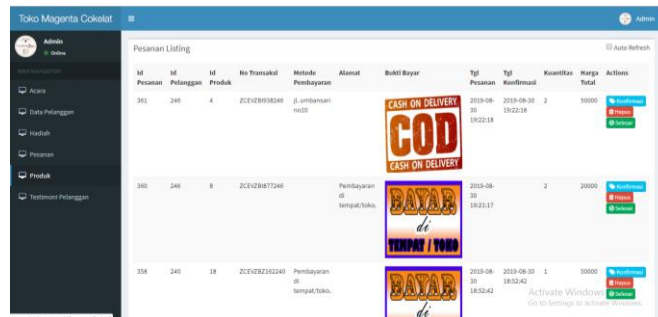 Toko Magenta Cokelat
Admin
Admin
Online
MAIN NAVIGATION
Acara
Data Pelanggan
Hadiah
Pesanan
Produk
Testimoni Pelanggan
Pesanan Listing
Auto Refresh
Id Pesanan Id Pelanggan Id Produk No Transaksi Metode Pembayaran Alamat Bukti Bayar Tgl Pesanan Tgl Konfirmasi Kuantitas Harga Total Actions
361 246 4 jl. umbansari no10
CASH ON DELIVERY
COD
CASH ON DELIVERY
2019-08-30 19:22:18 2019-08-30 19:22:18 2 50000
Konfirmasi
Hapus
Selesai
360 246 8 Pembayaran di tempat/toko.
BAYAR
di
TEMPAT / TOKO
2019-08-30 19:21:17 2 20000
Konfirmasi
Hapus
Selesai
358 240 18 Pembayaran di tempat/toko.
BAYAR
di
2019-08-30 18:52:42 2019-08-30 18:52:42 1 50000
Konfirmasi
Hapus
Selesai
Activate Windows
Go to Settings to activate Windows.